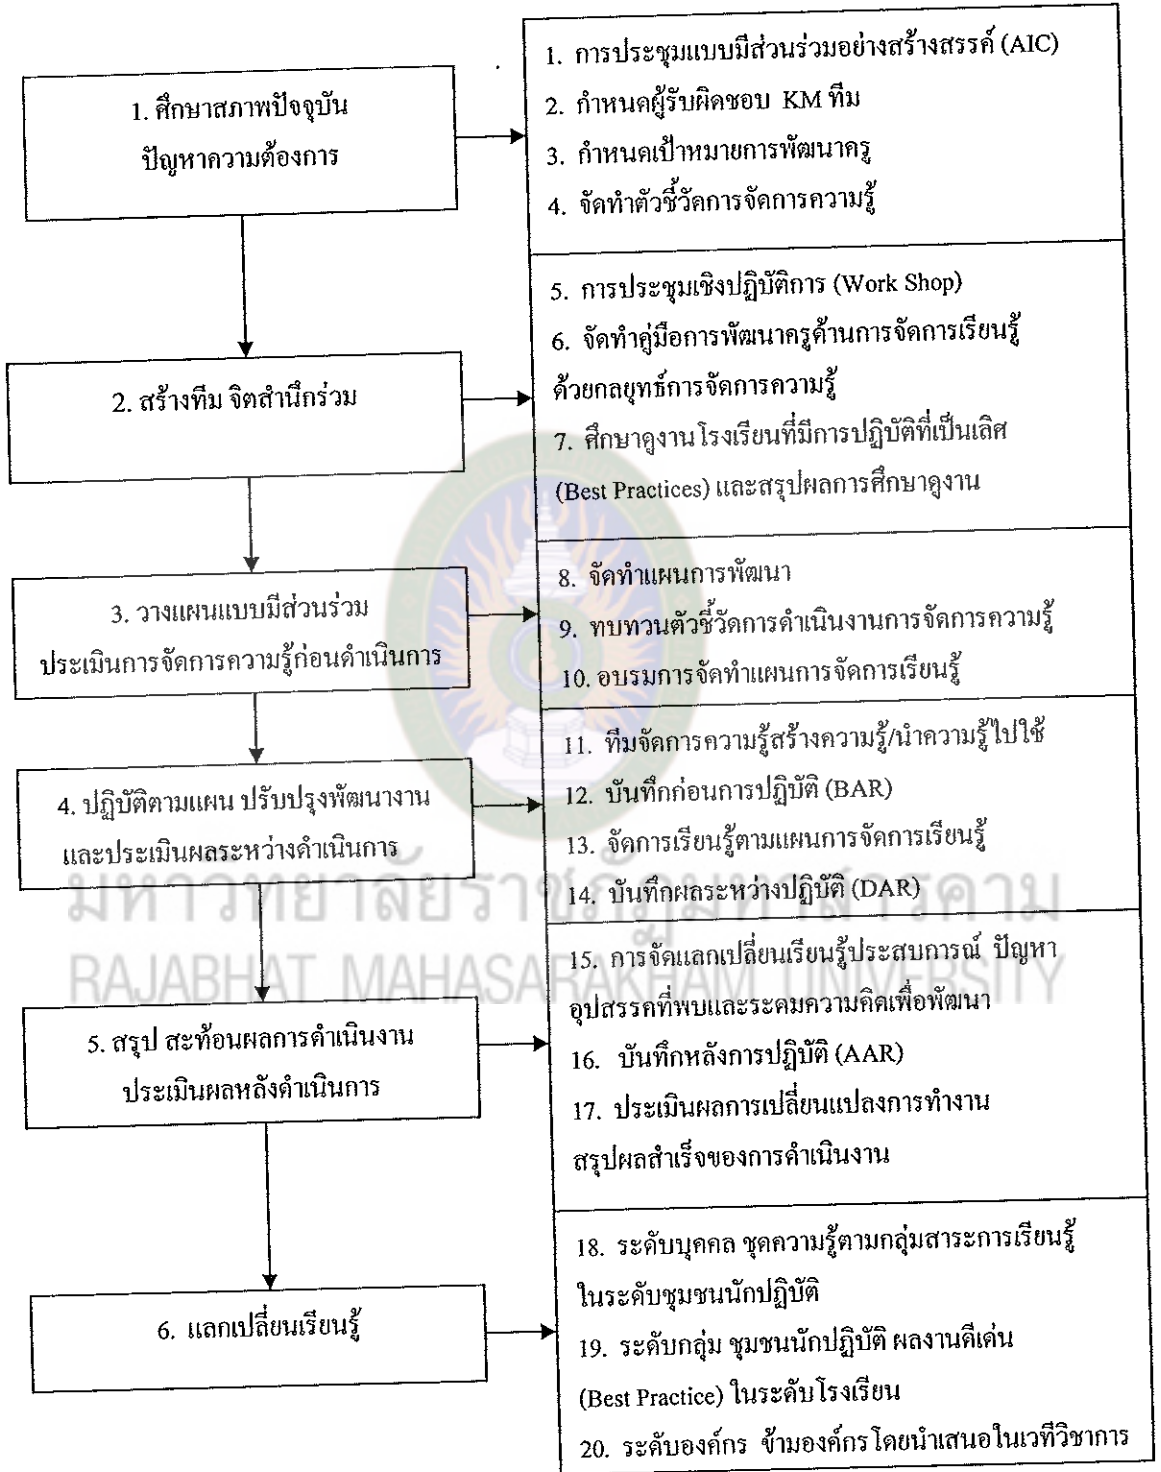 1. ศึกษาสภาพปัจจุบัน
ปัญหาความต้องการ
1. การประชุมแบบมีส่วนร่วมอย่างสร้างสรรค์ (AIC)
2. กำหนดผู้รับผิดชอบ KM ทีม
3. กำหนดเป้าหมายการพัฒนาครู
4. จัดทำตัวชี้วัดการจัดการความรู้
2. สร้างทีม จิตสำนึกร่วม
5. การประชุมเชิงปฏิบัติการ (Work Shop)
6. จัดทำคู่มือการพัฒนาครูด้านการจัดการเรียนรู้
ด้วยกลยุทธ์การจัดการความรู้
7. ศึกษาดูงานโรงเรียนที่มีการปฏิบัติที่เป็นเลิศ
(Best Practices) และสรุปผลการศึกษาดูงาน
3. วางแผนแบบมีส่วนร่วม
ประเมินการจัดการความรู้ก่อนดำเนินการ
8. จัดทำแผนการพัฒนา
9. ทบทวนตัวชี้วัดการดำเนินงานการจัดการความรู้
10. อบรมการจัดทำแผนการจัดการเรียนรู้
4. ปฏิบัติตามแผน ปรับปรุงพัฒนางาน
และประเมินผลระหว่างดำเนินการ
11. ทีมจัดการความรู้สร้างความรู้/นำความรู้ไปใช้
12. บันทึกก่อนการปฏิบัติ (BAR)
13. จัดการเรียนรู้ตามแผนการจัดการเรียนรู้
14. บันทึกผลระหว่างปฏิบัติ (DAR)
มหาวิทยาลัยราชภัฏมหาสารคาม
RAJABHAT MAHASARAKHAM UNIVERSITY
5. สรุป สะท้อนผลการดำเนินงาน
ประเมินผลหลังดำเนินการ
15. การจัดแลกเปลี่ยนเรียนรู้ประสบการณ์ ปัญหา
อุปสรรคที่พบและระดมความคิดเพื่อพัฒนา
16. บันทึกหลังการปฏิบัติ (AAR)
17. ประเมินผลการเปลี่ยนแปลงการทำงาน
สรุปผลสำเร็จของการดำเนินงาน
6. แลกเปลี่ยนเรียนรู้
18. ระดับบุคคล ชุดความรู้ตามกลุ่มสาระการเรียนรู้
ในระดับชุมชนนักปฏิบัติ
19. ระดับกลุ่ม ชุมชนนักปฏิบัติ ผลงานดีเด่น
(Best Practice) ในระดับโรงเรียน
20. ระดับองค์กร ข้ามองค์กรโดยนำเสนอในเวทีวิชาการ